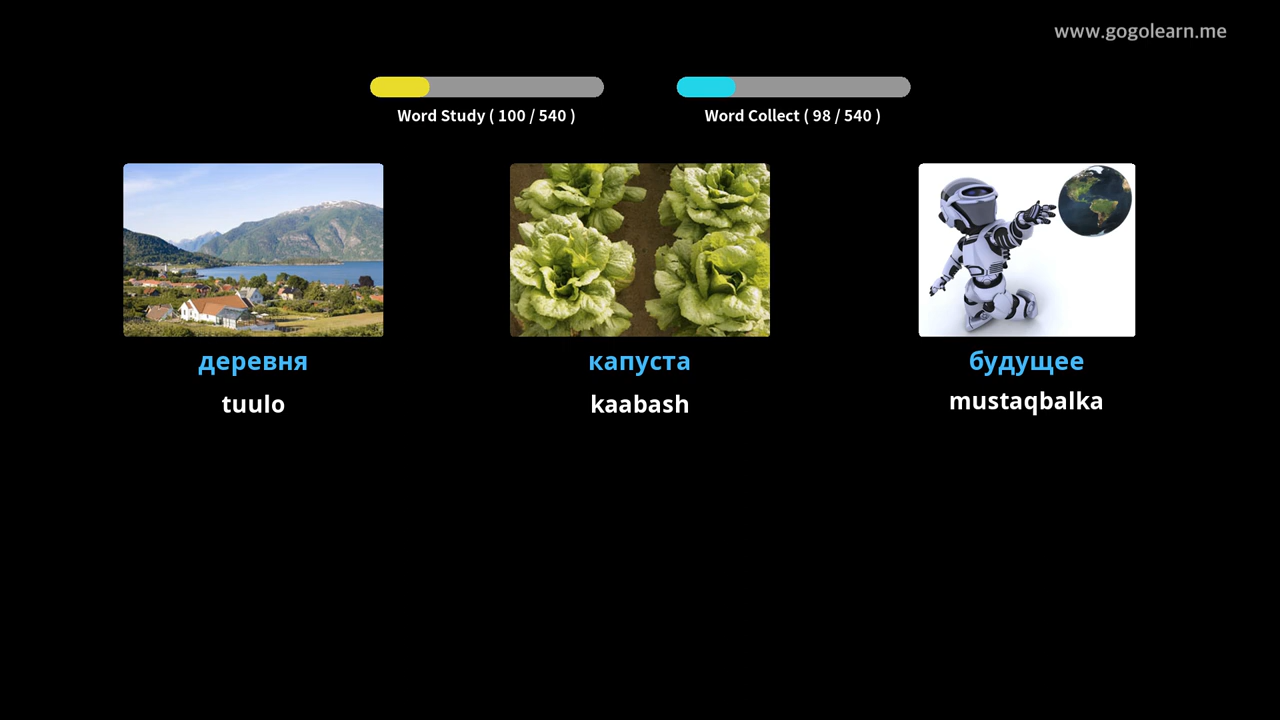 www.gogolearn.me
Word Study ( 100 / 540 )
Word Collect ( 98 / 540 )
деревня
капуста
будущее
tuulo
kaabash
mustaqbalka